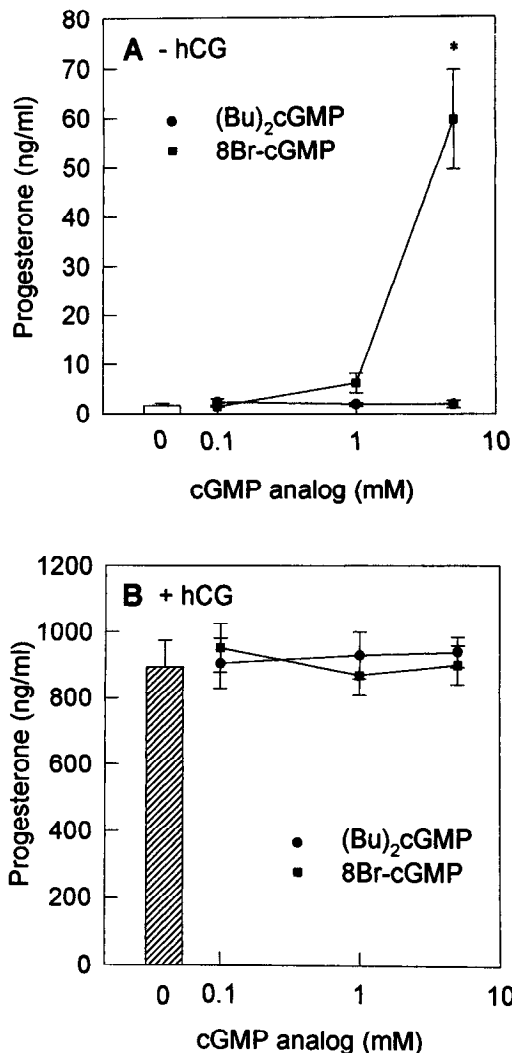 A - hCG
*
(Bu)₂cGMP
8Br-cGMP
Progesterone (ng/ml)
80
70
60
50
40
30
20
10
0
0 0.1 1 10
cGMP analog (mM)
B + hCG
Progesterone (ng/ml)
1200
1000
800
600
400
200
0
(Bu)₂cGMP
8Br-cGMP
0 0.1 1 10
cGMP analog (mM)